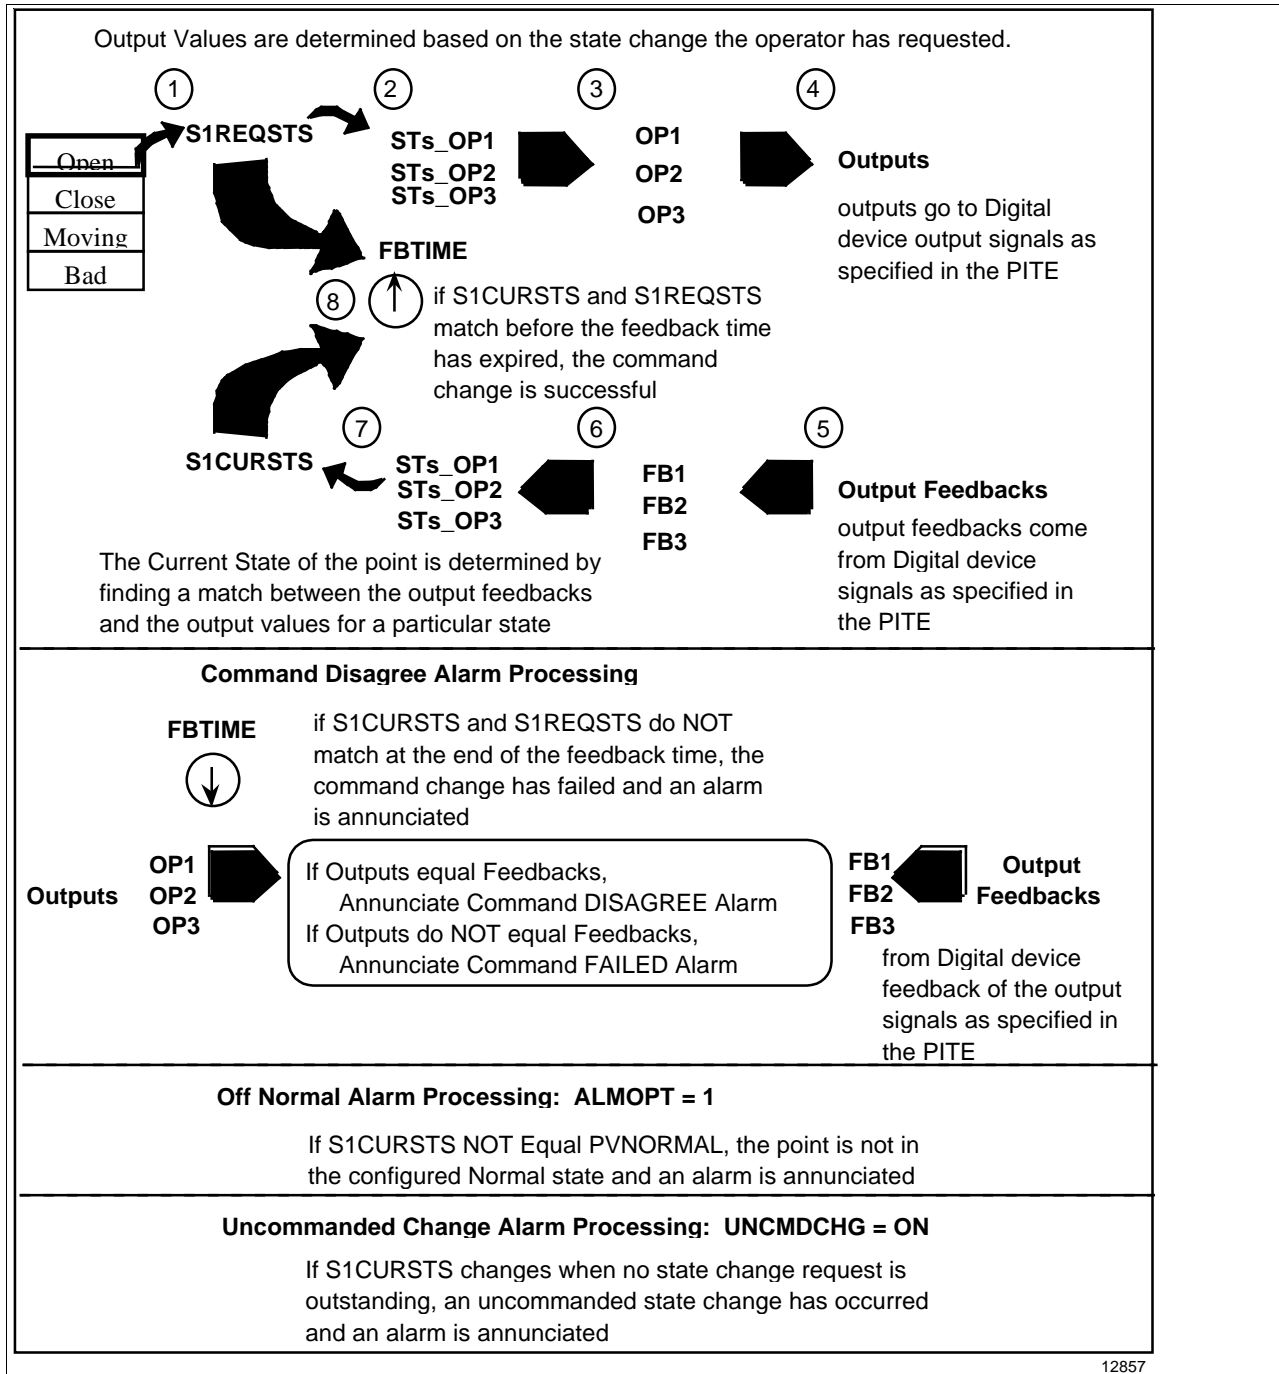 Output Values are determined based on the state change the operator has requested.
1
2
3
4
S1REQSTS
Open
Close
Moving
Bad
STs_OP1
STs_OP2
STs_OP3
OP1
OP2
OP3
Outputs
outputs go to Digital
device output signals as
specified in the PITE
FBTIME
8
if S1CURSTS and S1REQSTS
match before the feedback time
has expired, the command
change is successful
7
6
5
S1CURSTS
STs_OP1
STs_OP2
STs_OP3
FB1
FB2
FB3
Output Feedbacks
output feedbacks come
from Digital device
signals as specified in
the PITE
The Current State of the point is determined by
finding a match between the output feedbacks
and the output values for a particular state
Command Disagree Alarm Processing
FBTIME
if S1CURSTS and S1REQSTS do NOT
match at the end of the feedback time, the
command change has failed and an alarm
is annunciated
Outputs
OP1
OP2
OP3
If Outputs equal Feedbacks,
Annunciate Command DISAGREE Alarm
If Outputs do NOT equal Feedbacks,
Annunciate Command FAILED Alarm
FB1
FB2
FB3
Output
Feedbacks
from Digital device
feedback of the output
signals as specified in
the PITE
Off Normal Alarm Processing: ALMOPT = 1
If S1CURSTS NOT Equal PVNORMAL, the point is not in
the configured Normal state and an alarm is annunciated
Uncommanded Change Alarm Processing: UNCMDCHG = ON
If S1CURSTS changes when no state change request is
outstanding, an uncommanded state change has occurred
and an alarm is annunciated
12857